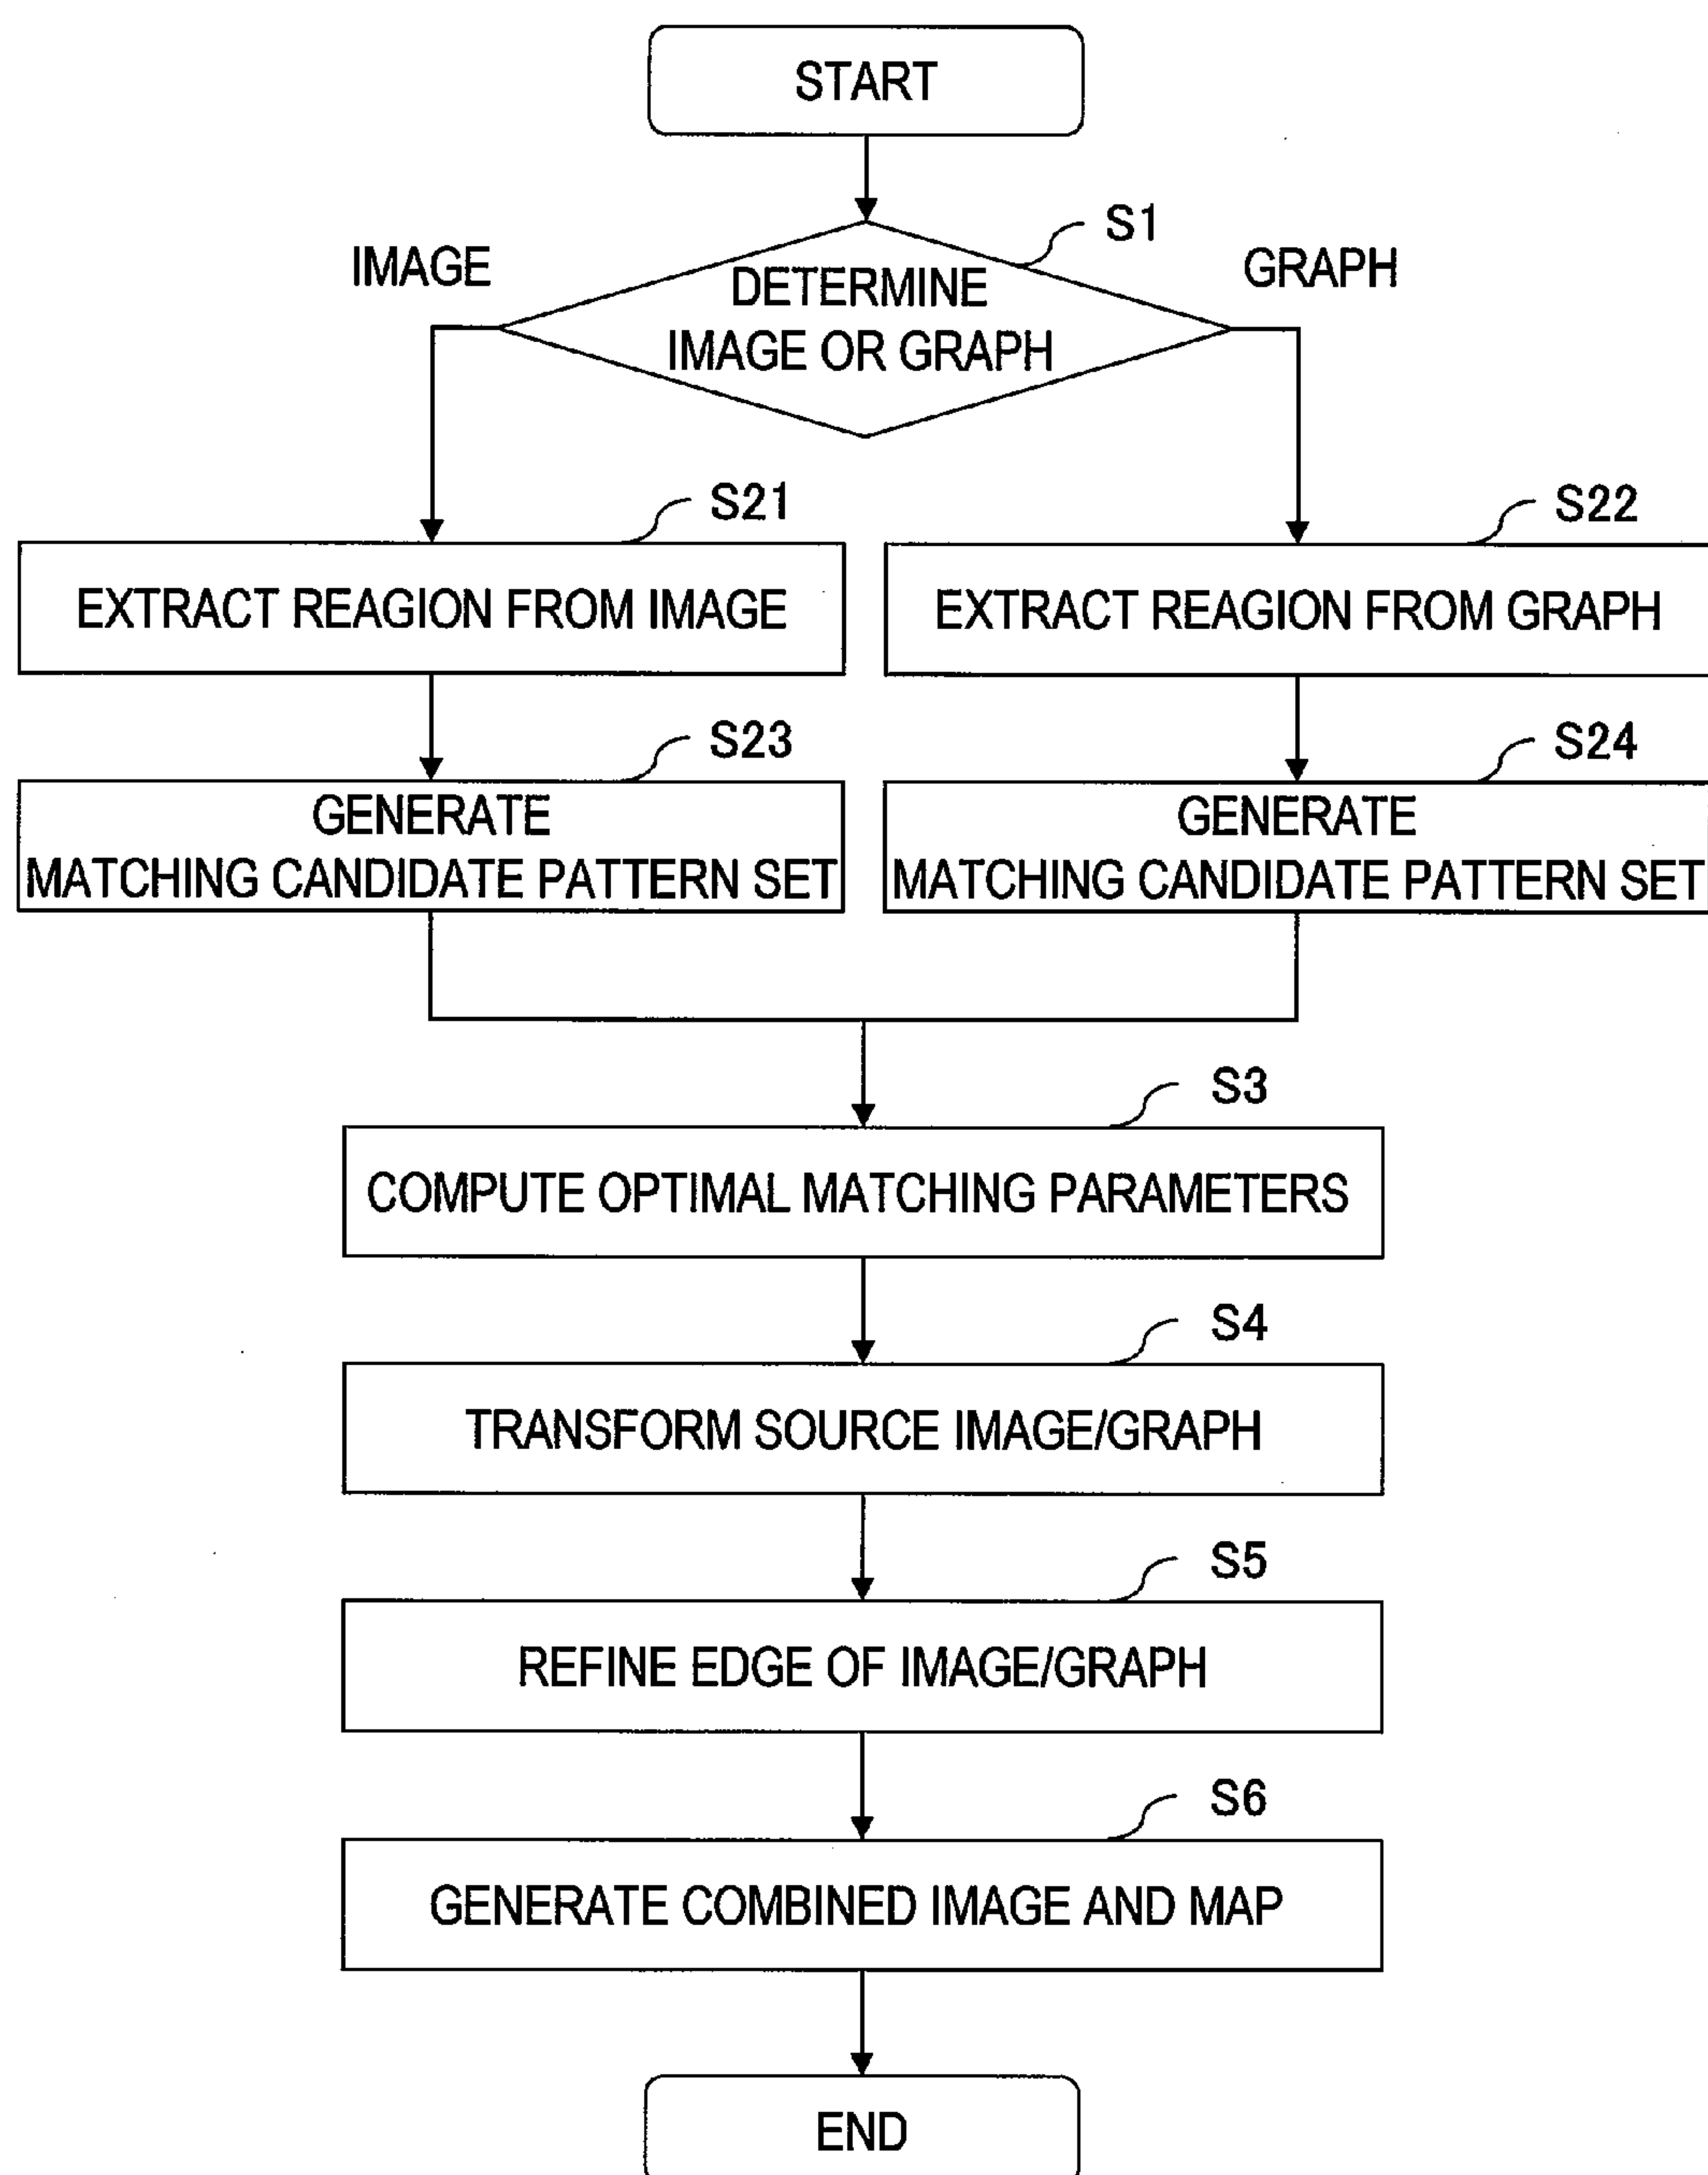 START
S1
IMAGE
GRAPH
DETERMINE
IMAGE OR GRAPH
S21
S22
EXTRACT REAGION FROM IMAGE
EXTRACT REAGION FROM GRAPH
S23
S24
GENERATE
MATCHING CANDIDATE PATTERN SET
GENERATE
MATCHING CANDIDATE PATTERN SET
S3
COMPUTE OPTIMAL MATCHING PARAMETERS
S4
TRANSFORM SOURCE IMAGE/GRAPH
S5
REFINE EDGE OF IMAGE/GRAPH
S6
GENERATE COMBINED IMAGE AND MAP
END